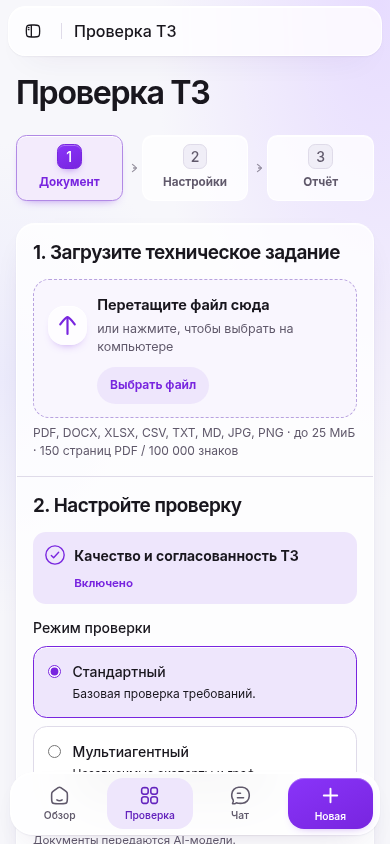 Проверка ТЗ
Проверка ТЗ
1
Документ
2
Настройки
3
Отчёт
1. Загрузите техническое задание
Перетащите файл сюда
или нажмите, чтобы выбрать на
компьютере
Выбрать файл
PDF, DOCX, XLSX, CSV, TXT, MD, JPG, PNG · до 25 МиБ
· 150 страниц PDF / 100 000 знаков
2. Настройте проверку
Качество и согласованность ТЗ
Включено
Режим проверки
Стандартный
Базовая проверка требований.
Мультиагентный
Обзор
Проверка
Чат
Новая
Документы передаются AI-модели.